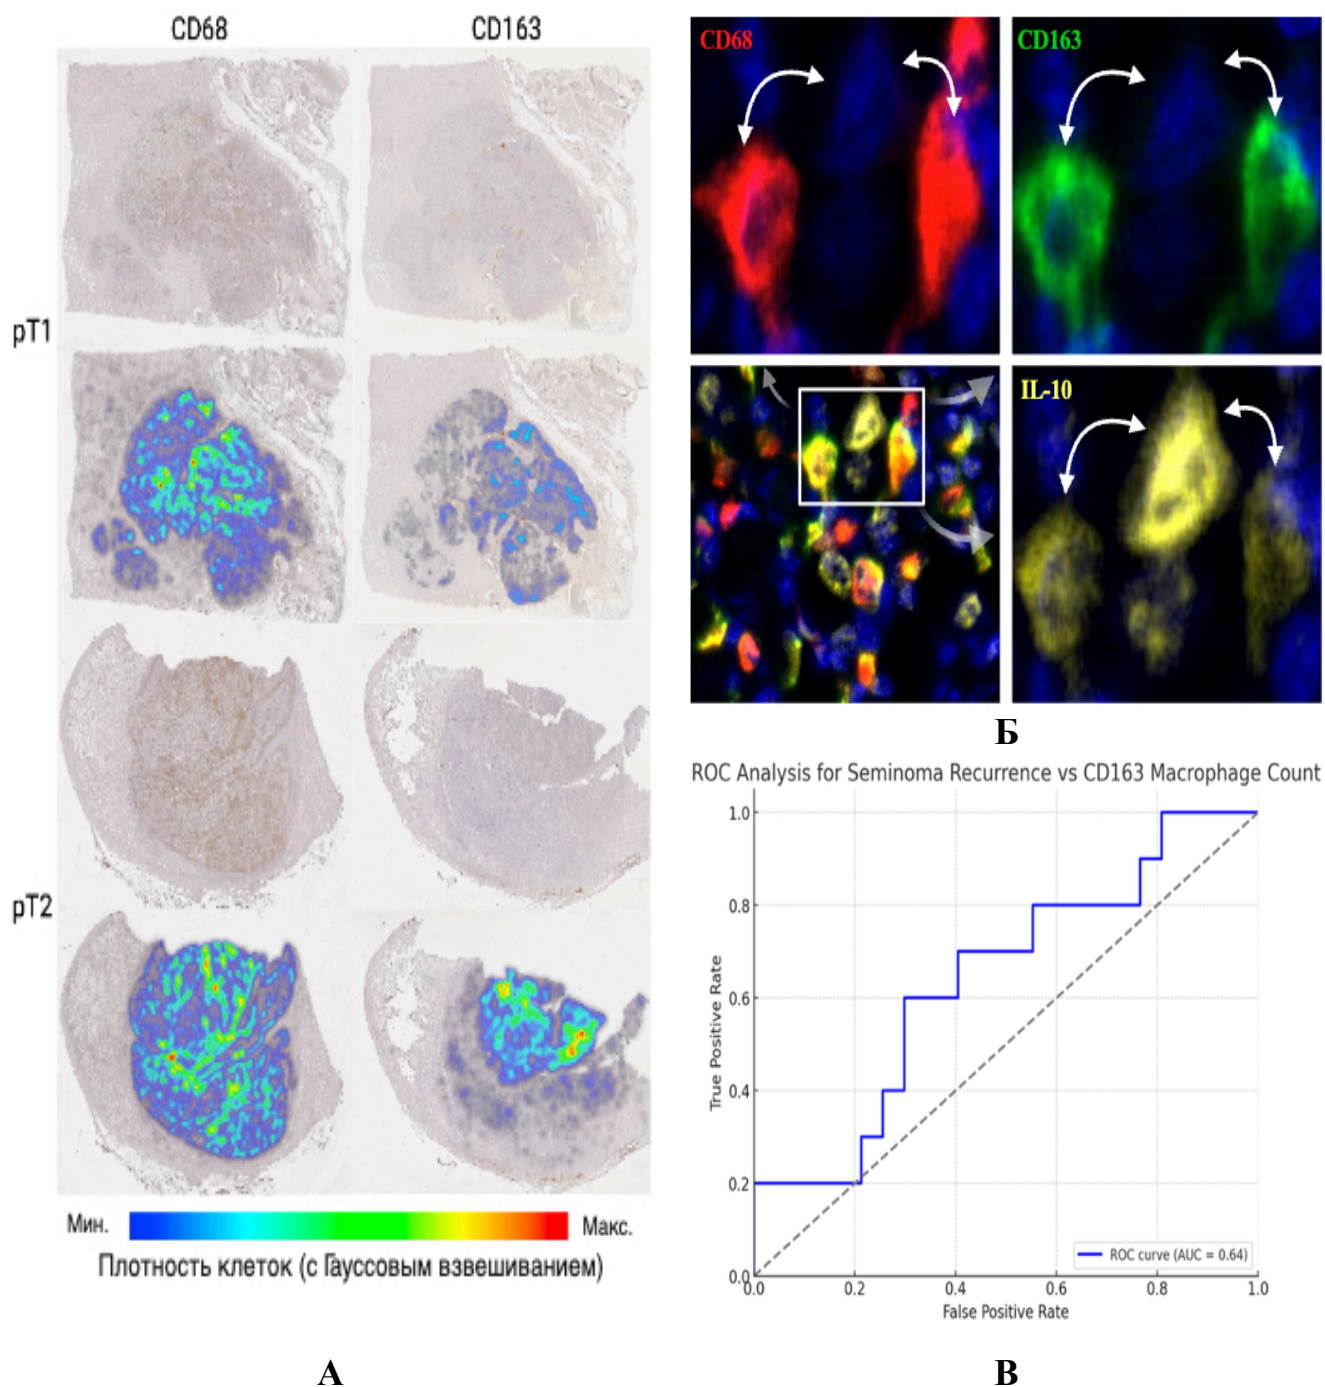 CD68 CD163
pT1
pT2
Мин. Макс.
Плотность клеток (с Гауссовым взвешиванием)
А
CD68 CD163
IL-10
Б
ROC Analysis for Seminoma Recurrence vs CD163 Macrophage Count
True Positive Rate
1.0
0.8
0.6
0.4
0.2
0.0
0.0 0.2 0.4 0.6 0.8 1.0
ROC curve (AUC = 0.64)
False Positive Rate
В